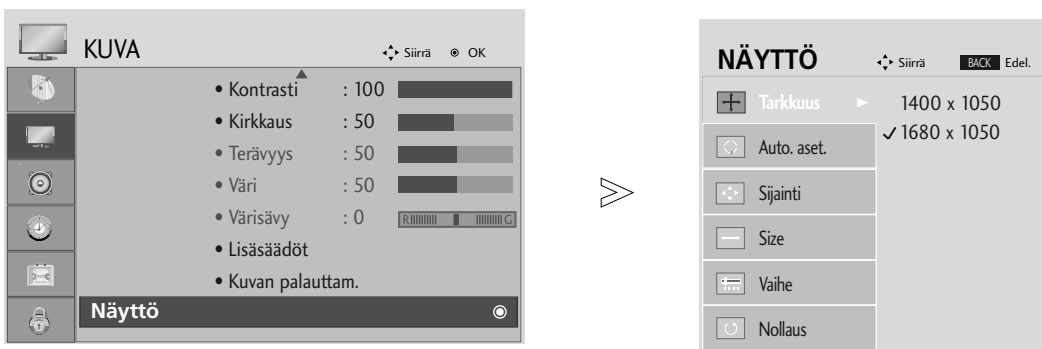 KUVA
Siirrä OK
• Kontrasti : 100
• Kirkkaus : 50
• Terävyys : 50
• Väri : 50
• Värisävy : 0 R G
• Lisäsäädöt
• Kuvan palauttam.
Näyttö
NÄYTTÖ
Siirrä BACK Edel.
Tarkkuus 1400 x 1050
✓ 1680 x 1050
Auto. aset.
Sijainti
Size
Vaihe
Nollaus